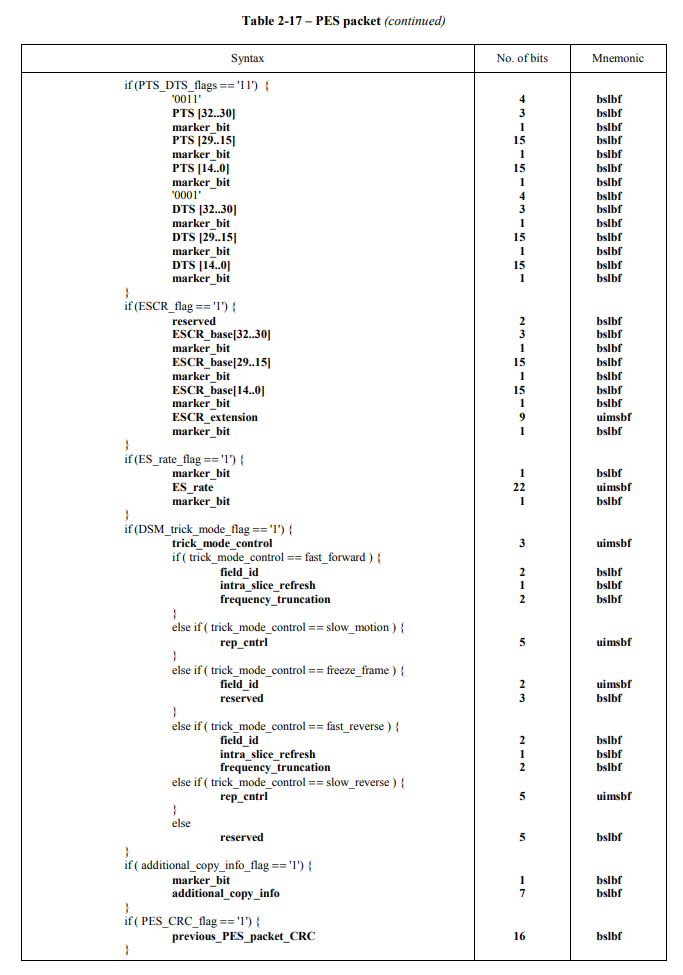 Table 2-17 – PES packet (continued)
Syntax No. of bits Mnemonic
if (PTS_DTS_flags == '11') {
'0011' 4 bslbf
PTS [32..30] 3 bslbf
marker_bit 1 bslbf
PTS [29..15] 15 bslbf
marker_bit 1 bslbf
PTS [14..0] 15 bslbf
marker_bit 1 bslbf
'0001' 4 bslbf
DTS [32..30] 3 bslbf
marker_bit 1 bslbf
DTS [29..15] 15 bslbf
marker_bit 1 bslbf
DTS [14..0] 15 bslbf
marker_bit 1 bslbf
}
if (ESCR_flag == '1') {
reserved 2 bslbf
ESCR_base[32..30] 3 bslbf
marker_bit 1 bslbf
ESCR_base[29..15] 15 bslbf
marker_bit 1 bslbf
ESCR_base[14..0] 15 bslbf
marker_bit 1 bslbf
ESCR_extension 9 uimsbf
marker_bit 1 bslbf
}
if (ES_rate_flag == '1') {
marker_bit 1 bslbf
ES_rate 22 uimsbf
marker_bit 1 bslbf
}
if (DSM_trick_mode_flag == '1') {
trick_mode_control 3 uimsbf
if ( trick_mode_control == fast_forward ) {
field_id 2 bslbf
intra_slice_refresh 1 bslbf
frequency_truncation 2 bslbf
}
else if ( trick_mode_control == slow_motion ) {
rep_cntrl 5 uimsbf
}
else if ( trick_mode_control == freeze_frame ) {
field_id 2 uimsbf
reserved 3 bslbf
}
else if ( trick_mode_control == fast_reverse ) {
field_id 2 bslbf
intra_slice_refresh 1 bslbf
frequency_truncation 2 bslbf
else if ( trick_mode_control == slow_reverse ) {
rep_cntrl 5 uimsbf
}
else
reserved 5 bslbf
}
if ( additional_copy_info_flag == '1') {
marker_bit 1 bslbf
additional_copy_info 7 bslbf
}
if ( PES_CRC_flag == '1') {
previous_PES_packet_CRC 16 bslbf
}